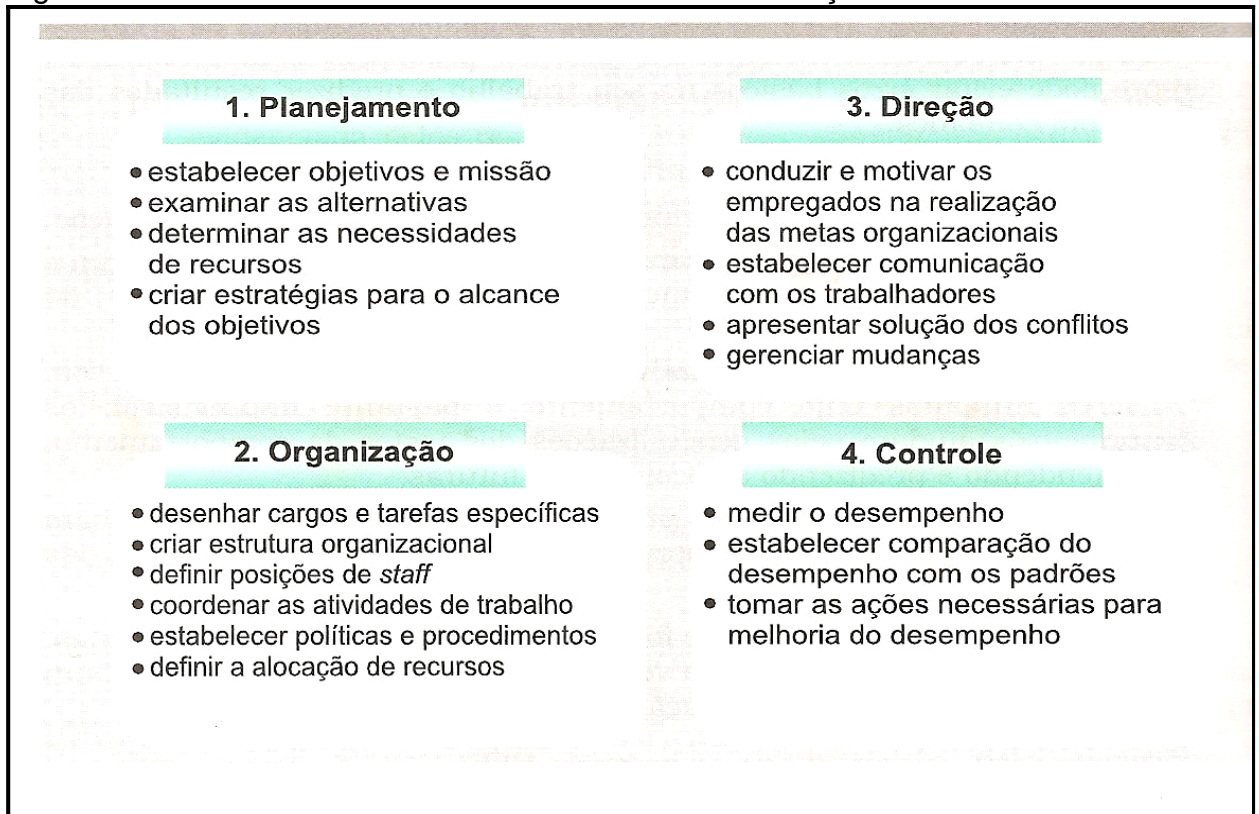 1. Planejamento
• estabelecer objetivos e missão
• examinar as alternativas
• determinar as necessidades
de recursos
• criar estratégias para o alcance
dos objetivos
2. Organização
• desenhar cargos e tarefas específicas
• criar estrutura organizacional
• definir posições de staff
• coordenar as atividades de trabalho
• estabelecer políticas e procedimentos
• definir a alocação de recursos
3. Direção
• conduzir e motivar os
empregados na realização
das metas organizacionais
• estabelecer comunicação
com os trabalhadores
• apresentar solução dos conflitos
• gerenciar mudanças
4. Controle
• medir o desempenho
• estabelecer comparação do
desempenho com os padrões
• tomar as ações necessárias para
melhoria do desempenho